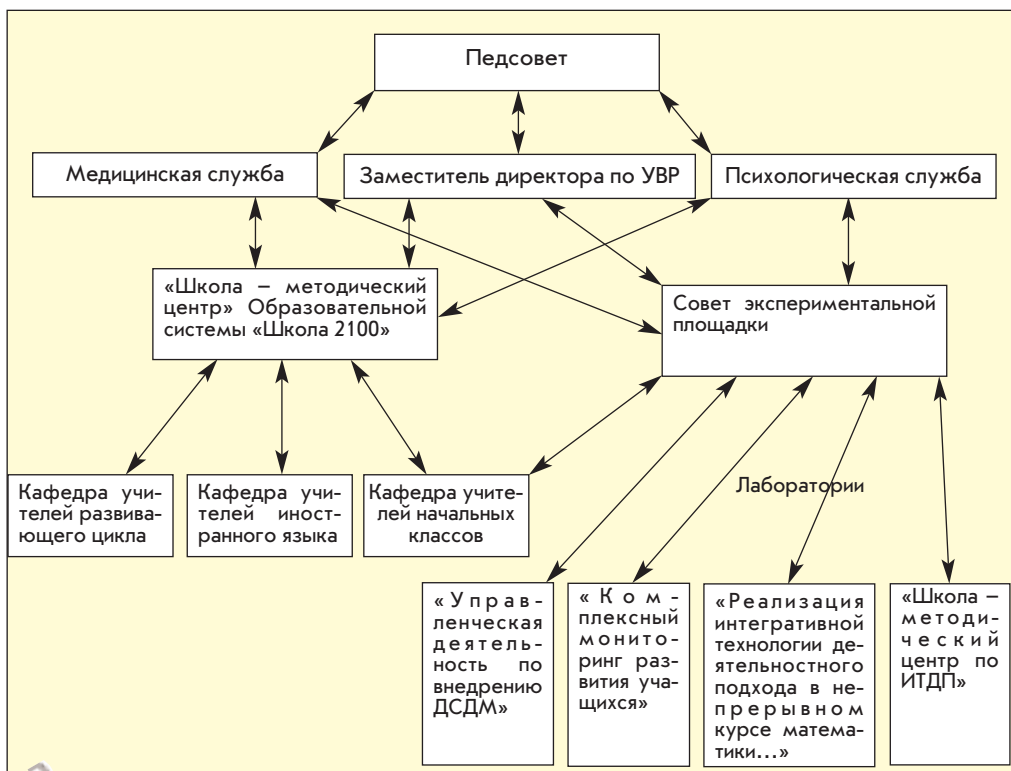 Педсовет
Медицинская служба
Заместитель директора по УВР
Психологическая служба
«Школа – методический
центр» Образовательной
системы «Школа 2100»
Совет экспериментальной
площадки
Кафедра учи-
телей развива-
ющего цикла
Кафедра учи-
телей иност-
ранного языка
Кафедра учите-
лей начальных
классов
Лаборатории
«Управ-
ленческая
деятель-
ность по
внедрению
ДСДМ»
«Ком-
плексный
монито-
ринг раз-
вития уча-
щихся»
«Реализация
интегративной
технологии де-
ятельностного
подхода в не-
прерывном
курсе матема-
тики...»
«Школа –
методи-
ческий
центр по
ИТДП»